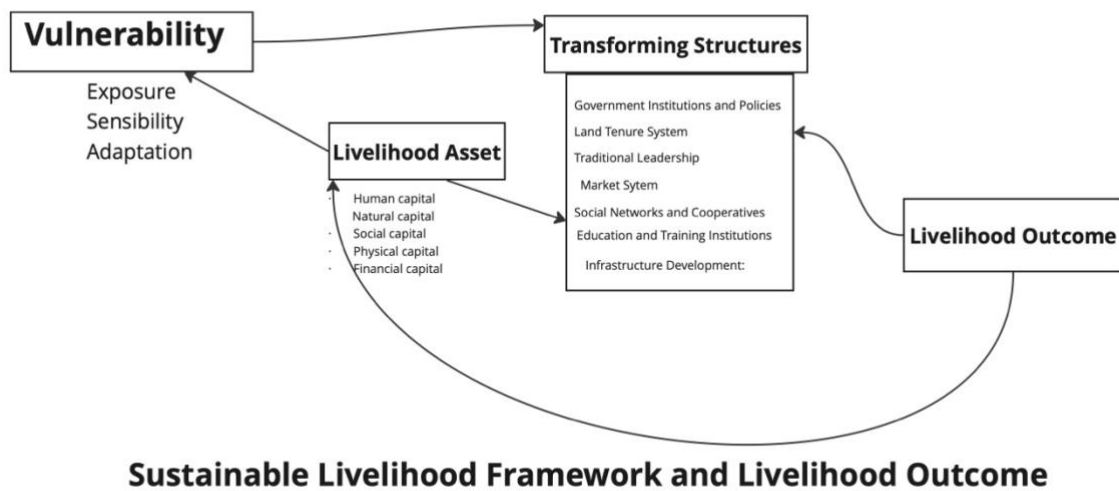 Vulnerability
Exposure
Sensibility
Adaptation
Livelihood Asset
· Human capital
Natural capital
· Social capital
· Physical capital
· Financial capital
Transforming Structures
Government Institutions and Policies
Land Tenure System
Traditional Leadership
Market Sytem
Social Networks and Cooperatives
Education and Training Institutions
Infrastructure Development:
Livelihood Outcome
Sustainable Livelihood Framework and Livelihood Outcome